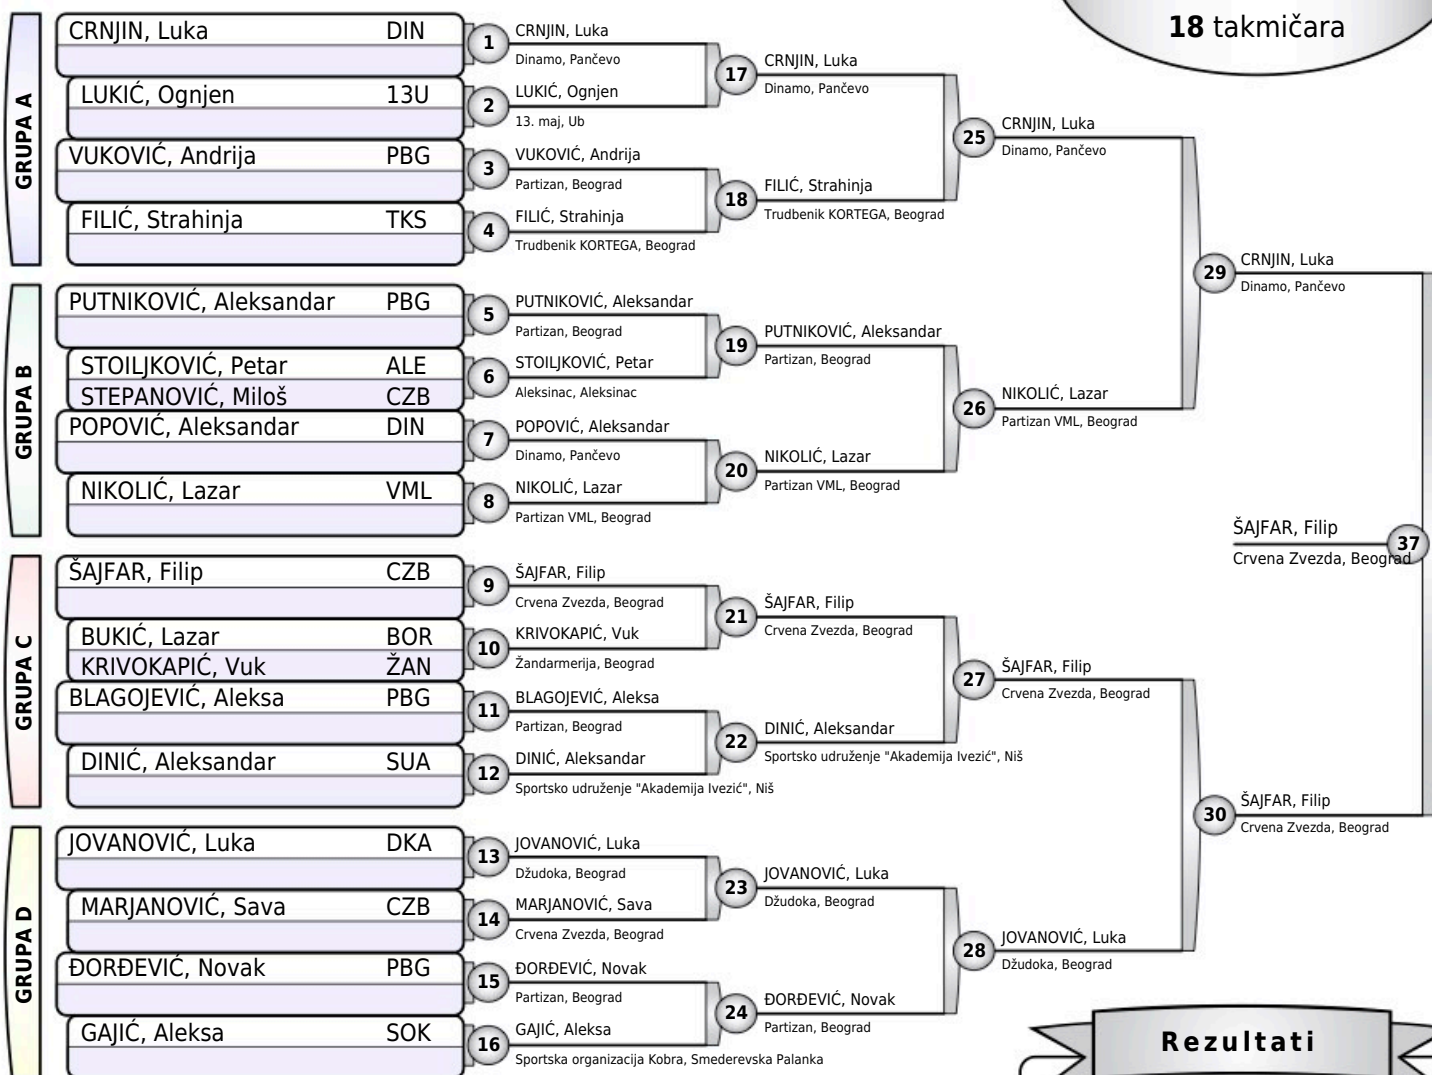 18 takmičara
GRUPA A
CRNJIN, Luka DIN
LUKIĆ, Ognjen 13U
VUKOVIĆ, Andrija PBG
FILIĆ, Strahinja TKS
GRUPA B
PUTNIKOVIĆ, Aleksandar PBG
STOILJKOVIĆ, Petar ALE
STEPANOVIĆ, Miloš CZB
POPOVIĆ, Aleksandar DIN
NIKOLIĆ, Lazar VML
GRUPA C
ŠAJFAR, Filip CZB
BUKIĆ, Lazar BOR
KRIVOKAPIĆ, Vuk ŽAN
BLAGOJEVIĆ, Aleksa PBG
DINIĆ, Aleksandar SUA
GRUPA D
JOVANOVIĆ, Luka DKA
MARJANOVIĆ, Sava CZB
ĐORĐEVIĆ, Novak PBG
GAJIĆ, Aleksa SOK
1 CRNJIN, Luka
Dinamo, Pančevo
2 LUKIĆ, Ognjen
13. maj, Ub
3 VUKOVIĆ, Andrija
Partizan, Beograd
4 FILIĆ, Strahinja
Trudbenik KORTEGA, Beograd
5 PUTNIKOVIĆ, Aleksandar
Partizan, Beograd
6 STOILJKOVIĆ, Petar
Aleksinac, Aleksinac
7 POPOVIĆ, Aleksandar
Dinamo, Pančevo
8 NIKOLIĆ, Lazar
Partizan VML, Beograd
9 ŠAJFAR, Filip
Crvena Zvezda, Beograd
10 KRIVOKAPIĆ, Vuk
Žandarmerija, Beograd
11 BLAGOJEVIĆ, Aleksa
Partizan, Beograd
12 DINIĆ, Aleksandar
Sportsko udruženje "Akademija Ivezić", Niš
13 JOVANOVIĆ, Luka
Džudoka, Beograd
14 MARJANOVIĆ, Sava
Crvena Zvezda, Beograd
15 ĐORĐEVIĆ, Novak
Partizan, Beograd
16 GAJIĆ, Aleksa
Sportska organizacija Kobra, Smederevska Palanka
17 CRNJIN, Luka
Dinamo, Pančevo
18 FILIĆ, Strahinja
Trudbenik KORTEGA, Beograd
19 PUTNIKOVIĆ, Aleksandar
Partizan, Beograd
20 NIKOLIĆ, Lazar
Partizan VML, Beograd
21 ŠAJFAR, Filip
Crvena Zvezda, Beograd
22 DINIĆ, Aleksandar
Sportsko udruženje "Akademija Ivezić", Niš
23 JOVANOVIĆ, Luka
Džudoka, Beograd
24 ĐORĐEVIĆ, Novak
Partizan, Beograd
25 CRNJIN, Luka
Dinamo, Pančevo
26 NIKOLIĆ, Lazar
Partizan VML, Beograd
27 ŠAJFAR, Filip
Crvena Zvezda, Beograd
28 JOVANOVIĆ, Luka
Džudoka, Beograd
29 CRNJIN, Luka
Dinamo, Pančevo
30 ŠAJFAR, Filip
Crvena Zvezda, Beograd
ŠAJFAR, Filip 37
Crvena Zvezda, Beograd
Rezultati